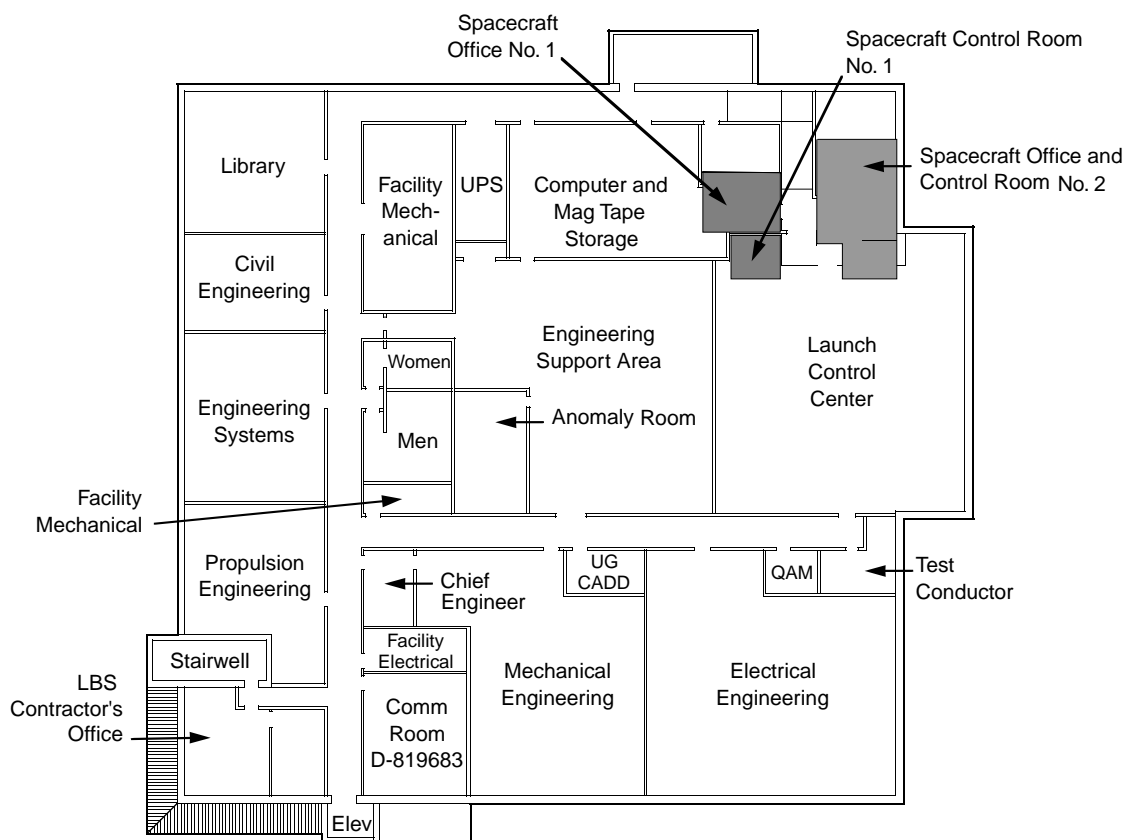 Spacecraft
Office No. 1
Spacecraft Control Room
No. 1
Spacecraft Office and
Control Room No. 2
Library
Facility
Mech-
anical
UPS
Computer and
Mag Tape
Storage
Civil
Engineering
Engineering
Support Area
Launch
Control
Center
Women
Engineering
Systems
Anomaly Room
Men
Facility
Mechanical
Propulsion
Engineering
Chief
Engineer
UG
CADD
QAM
Test
Conductor
Facility
Electrical
Stairwell
LBS
Contractor's
Office
Mechanical
Engineering
Electrical
Engineering
Comm
Room
D-819683
Elev